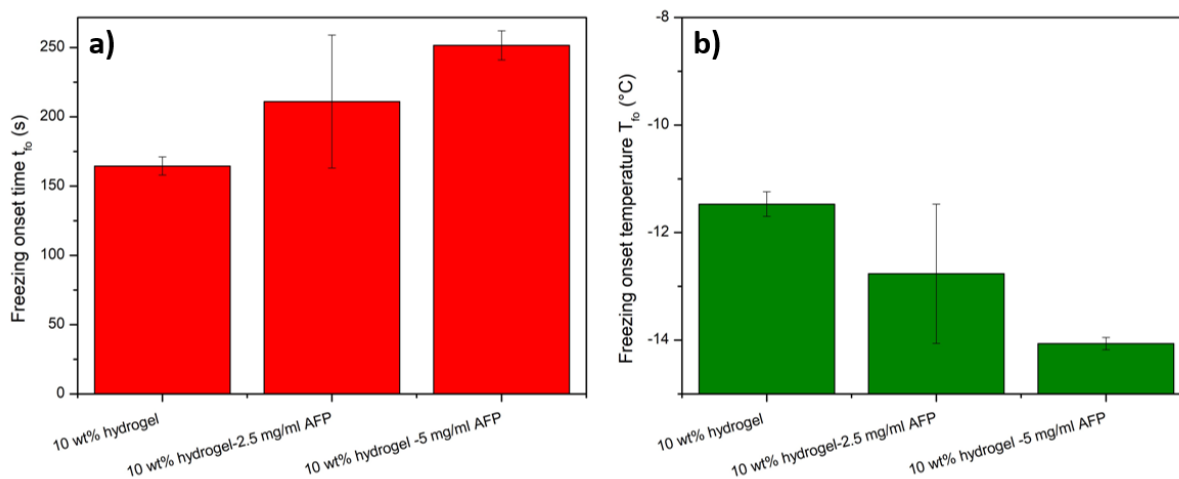 a)
Freezing onset time t_fo (s)
250
200
150
100
50
0
10 wt% hydrogel
10 wt% hydrogel-2.5 mg/ml AFP
10 wt% hydrogel -5 mg/ml AFP
b)
Freezing onset temperature T_fo (°C)
-8
-10
-12
-14
10 wt% hydrogel
10 wt% hydrogel-2.5 mg/ml AFP
10 wt% hydrogel -5 mg/ml AFP